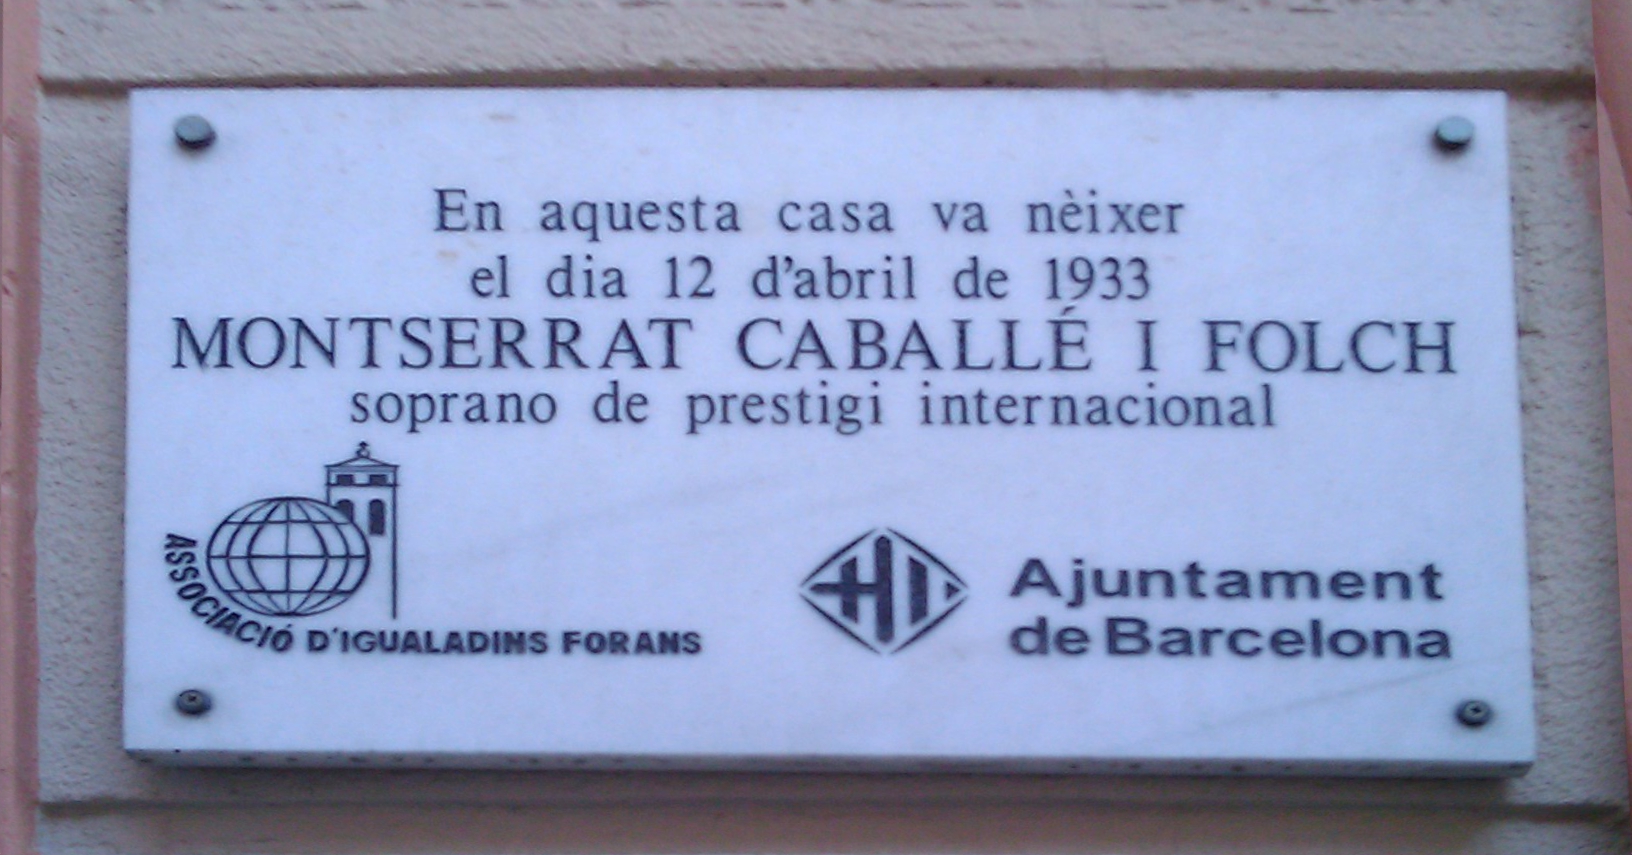 En aquesta casa va nèixer
el dia 12 d'abril de 1933
MONTSERRAT CABALLÉ I FOLCH
soprano de prestigi internacional
ASSOCIACIÓ D'IGUALADINS FORANS
Ajuntament
de Barcelona